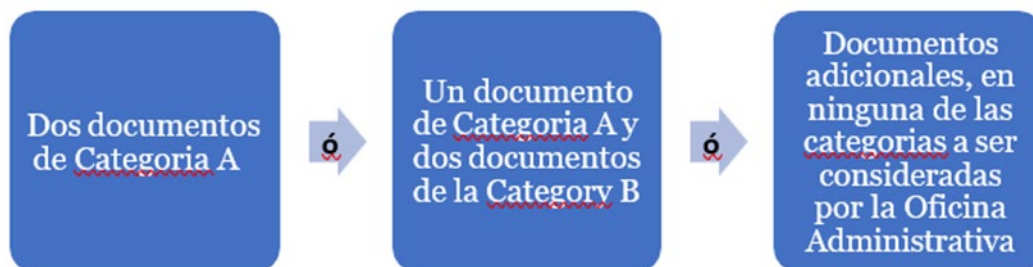 Dos documentos
de Categoria A
ó
Un documento
de Categoria A y
dos documentos
de la Category B
ó
Documentos
adicionales, en
ninguna de las
categorias a ser
consideradas
por la Oficina
Administrativa